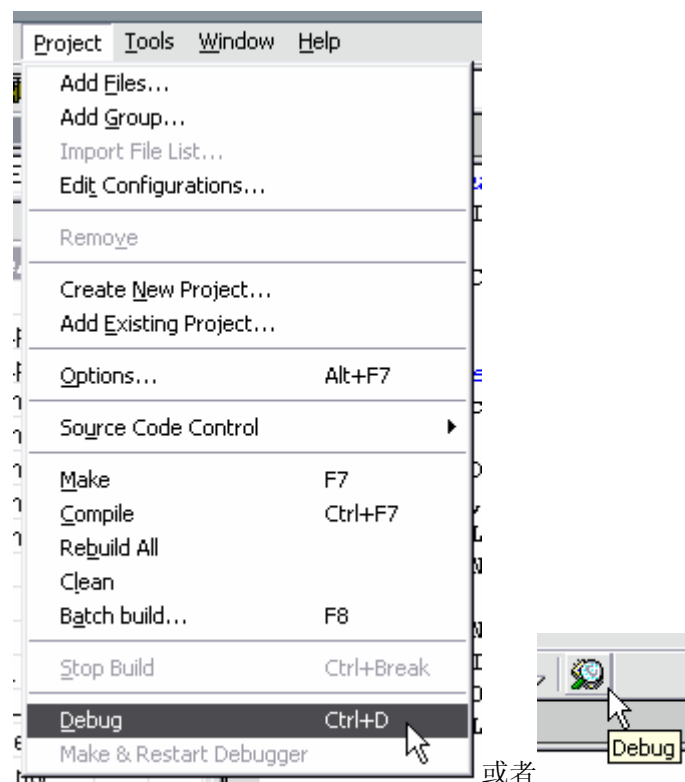 Project Tools Window Help
Add Files...
Add Group...
Import File List...
Edit Configurations...
Remove
Create New Project...
Add Existing Project...
Options... Alt+F7
Source Code Control
Make F7
Compile Ctrl+F7
Rebuild All
Clean
Batch build... F8
Stop Build Ctrl+Break
Debug Ctrl+D
Make & Restart Debugger
或者
Debug